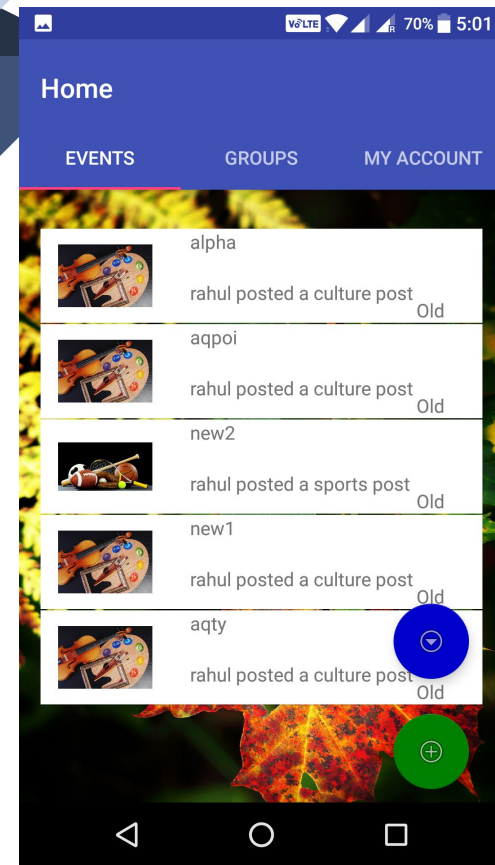 VoLTE R 70% 5:01
Home
EVENTS GROUPS MY ACCOUNT
alpha
rahul posted a culture post
Old
aqpoi
rahul posted a culture post
Old
new2
rahul posted a sports post
Old
new1
rahul posted a culture post
Old
aqty
rahul posted a culture post
Old